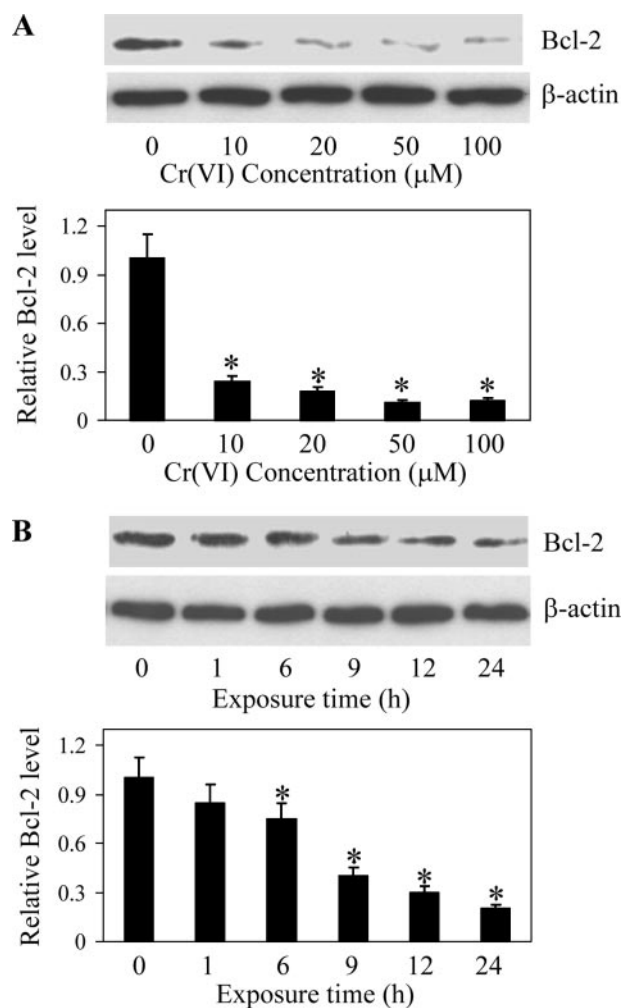 A
Bcl-2
β-actin
0 10 20 50 100
Cr(VI) Concentration (μM)
Relative Bcl-2 level
1.2
0.9
0.6
0.3
0
* * * *
0 10 20 50 100
Cr(VI) Concentration (μM)
B
Bcl-2
β-actin
0 1 6 9 12 24
Exposure time (h)
Relative Bcl-2 level
1.2
0.9
0.6
0.3
0
* * * *
0 1 6 9 12 24
Exposure time (h)